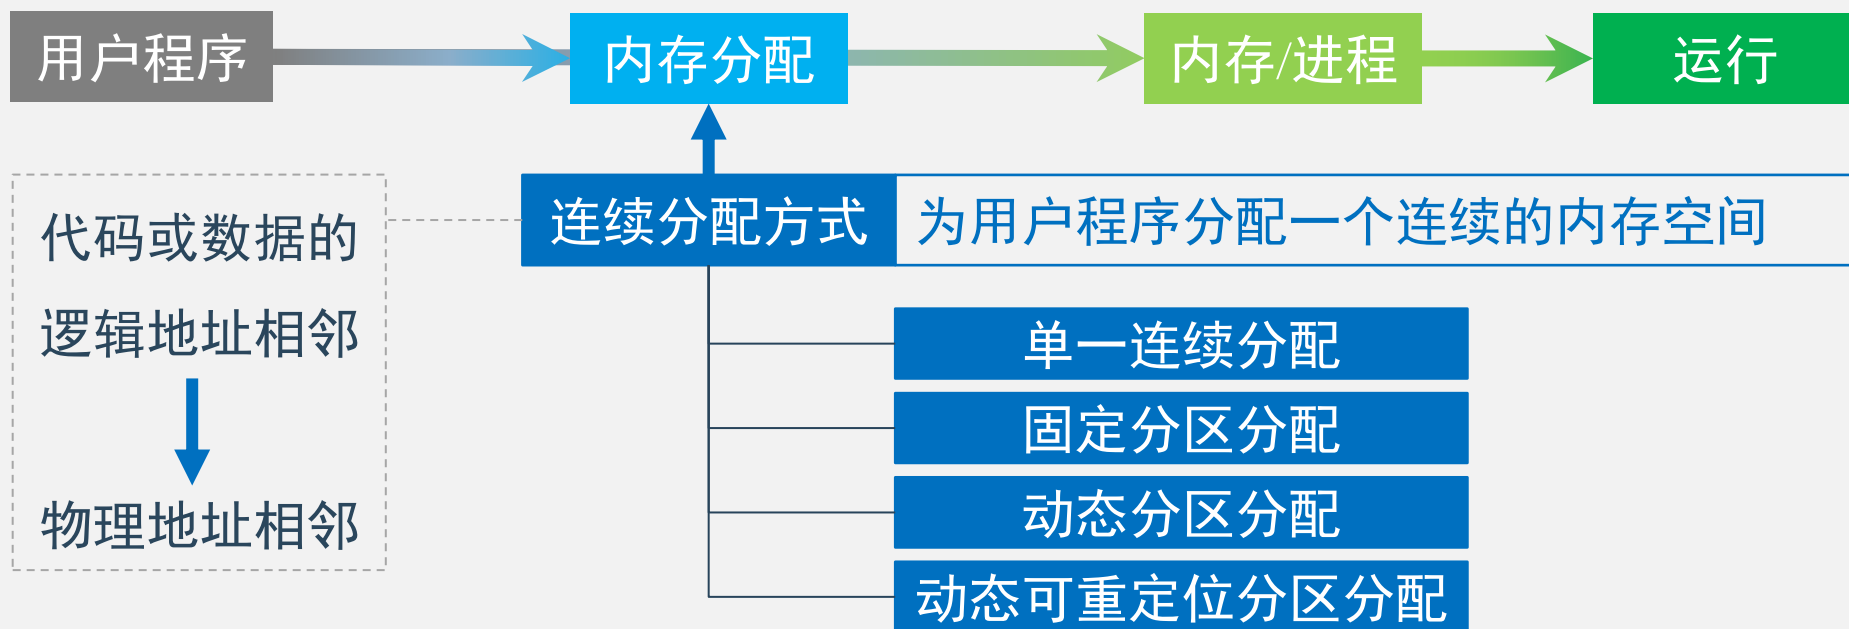 用户程序
内存分配
内存/进程
运行
代码或数据的
逻辑地址相邻
物理地址相邻
连续分配方式
为用户程序分配一个连续的内存空间
单一连续分配
固定分区分配
动态分区分配
动态可重定位分区分配